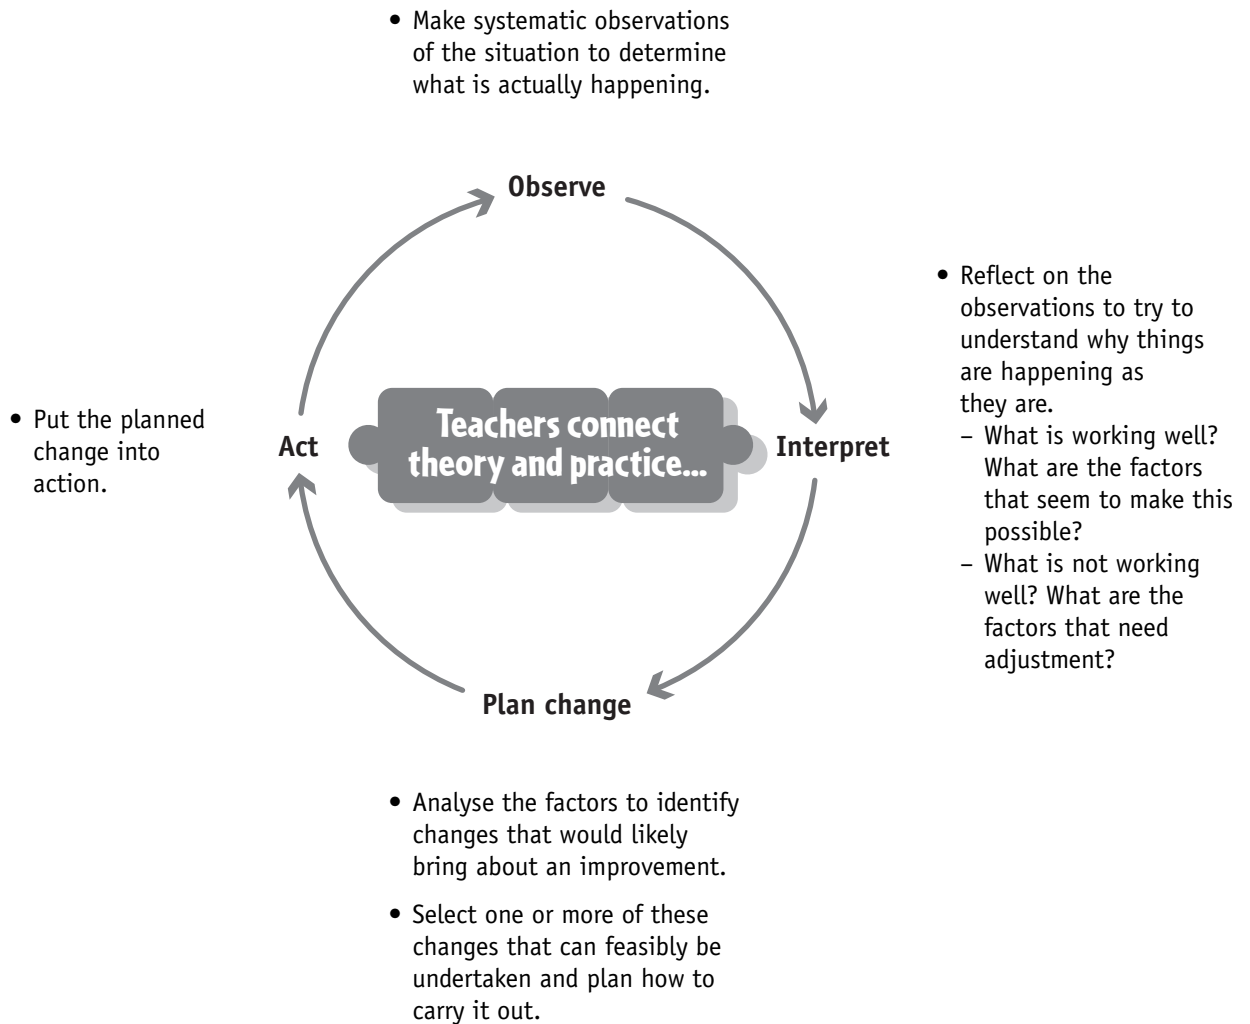 • Make systematic observations
of the situation to determine
what is actually happening.
Observe
• Reflect on the
observations to try to
understand why things
are happening as
they are.
– What is working well?
What are the factors
that seem to make this
possible?
– What is not working
well? What are the
factors that need
adjustment?
• Put the planned
change into
action.
Act
Teachers connect
theory and practice...
Interpret
Plan change
• Analyse the factors to identify
changes that would likely
bring about an improvement.
• Select one or more of these
changes that can feasibly be
undertaken and plan how to
carry it out.